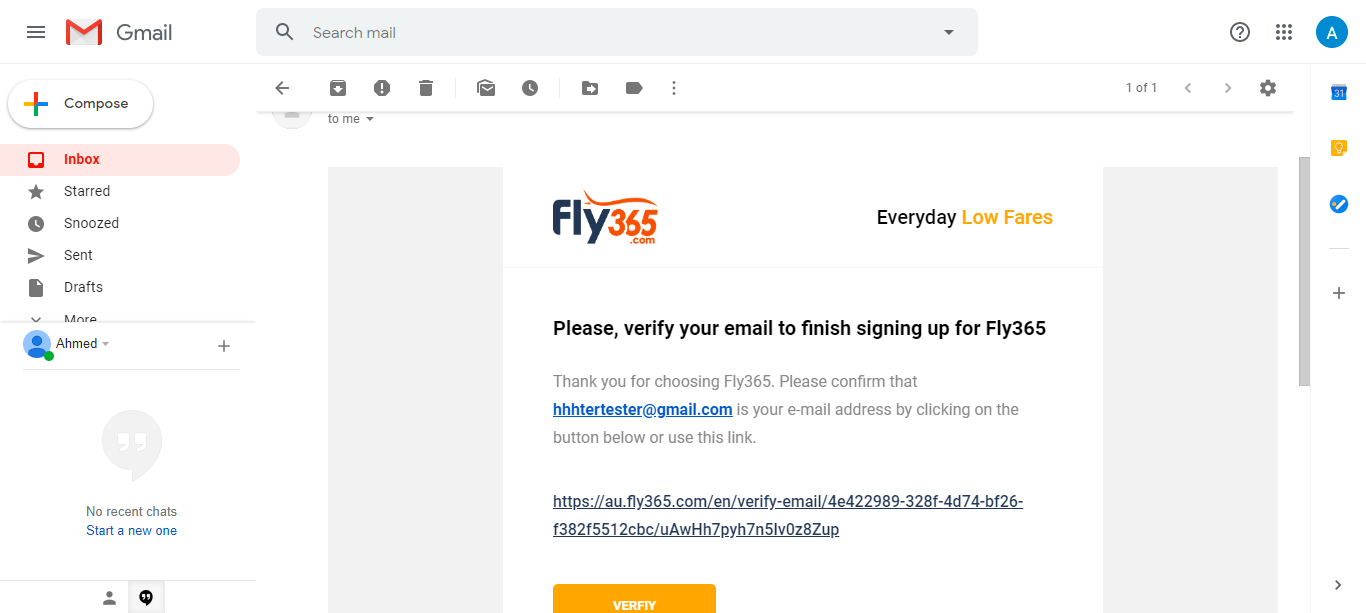 Gmail
Search mail
A
Compose
1 of 1
31
to me
Inbox
Starred
Snoozed
Sent
Drafts
More
Ahmed
No recent chats
Start a new one
Fly365
.com
Everyday Low Fares
Please, verify your email to finish signing up for Fly365
Thank you for choosing Fly365. Please confirm that
hhhtertester@gmail.com is your e-mail address by clicking on the
button below or use this link.
https://au.fly365.com/en/verify-email/4e422989-328f-4d74-bf26-
f382f5512cbc/uAwHh7pyh7n5Iv0z8Zup
VERFIY